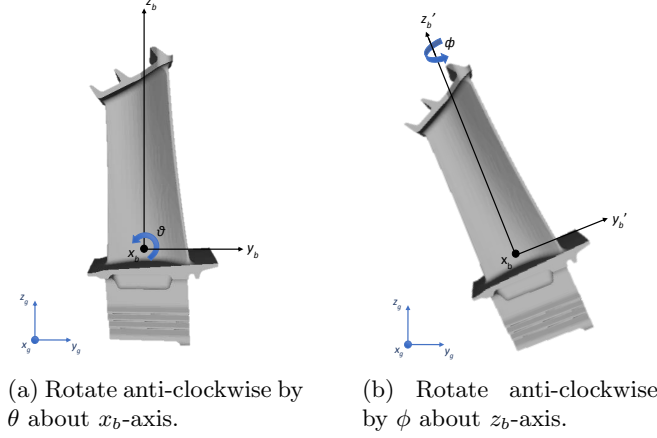 z_b
ϑ
x_b
y_b
z_g
x_g
y_g
(a) Rotate anti-clockwise by
θ about x_b-axis.
z_b′
ϕ
y_b′
x_b
z_g
x_g
y_g
(b) Rotate anti-clockwise
by ϕ about z_b-axis.